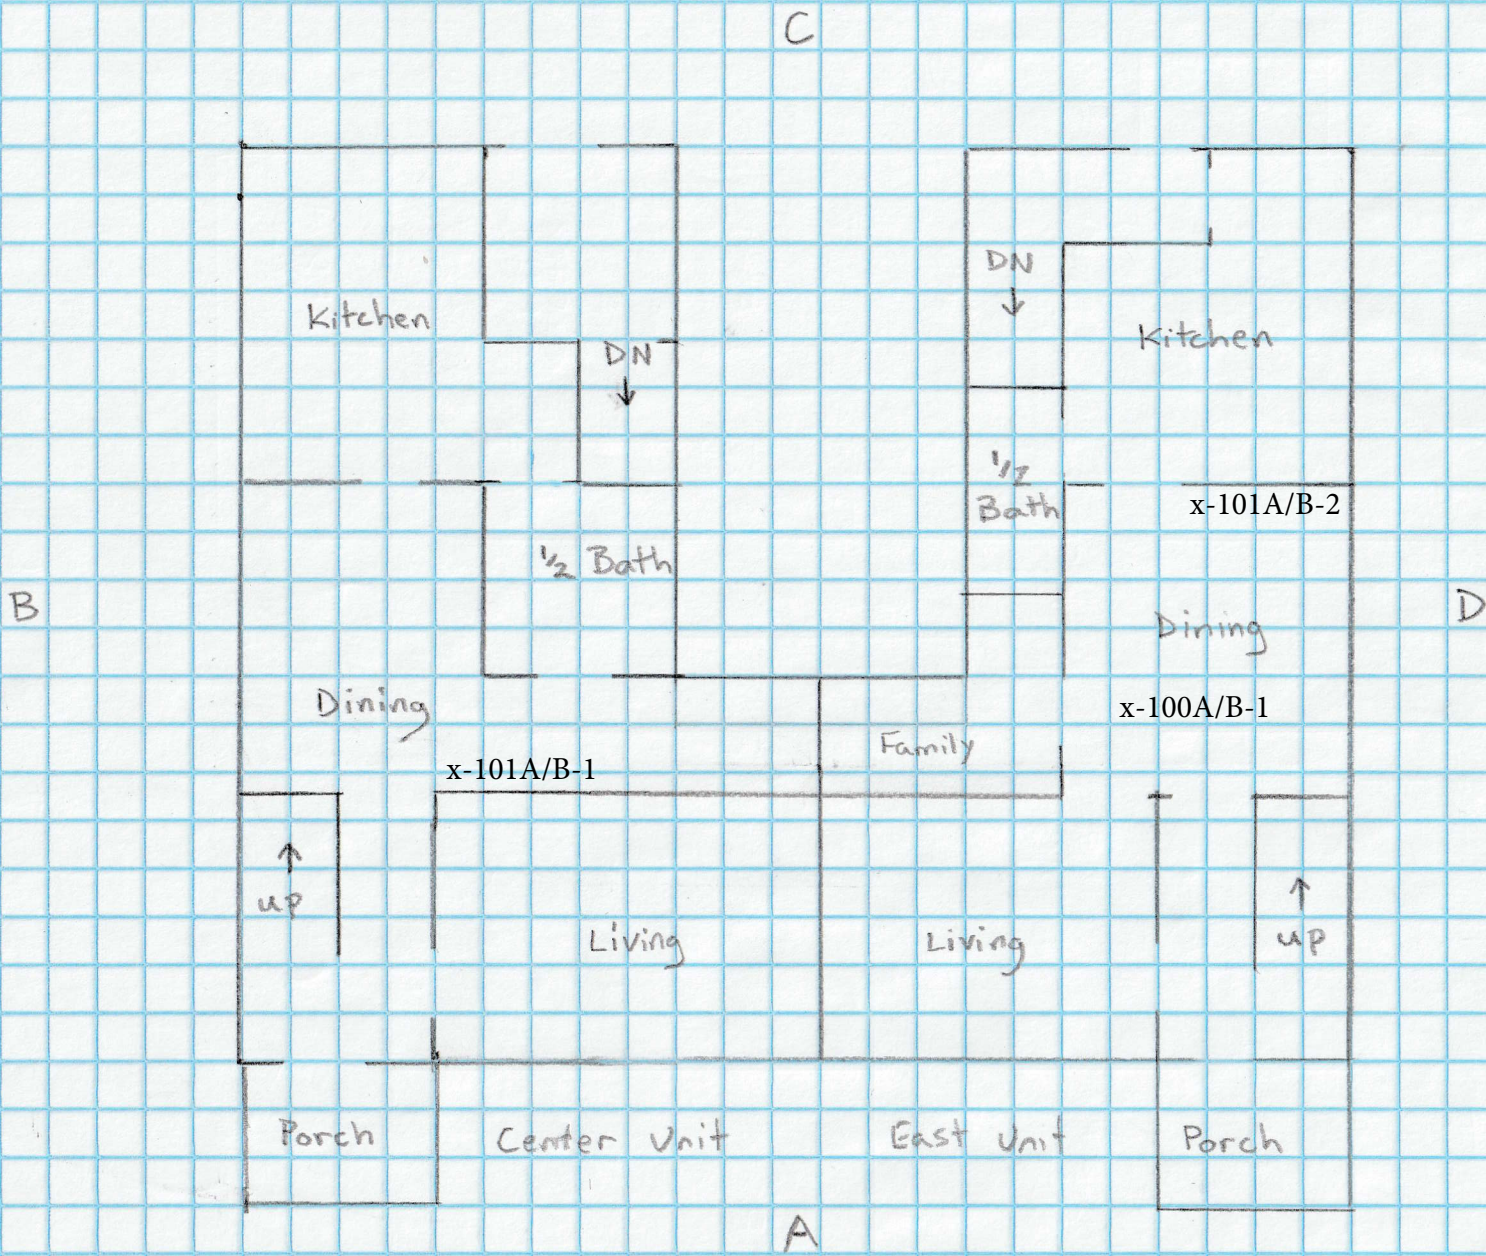 C
DN
Kitchen
Kitchen
DN
1/2
Bath
x-101A/B-2
1/2 Bath
B
D
Dining
Dining
x-100A/B-1
Family
x-101A/B-1
up
Living
Living
up
Porch
Center Unit
East Unit
Porch
A